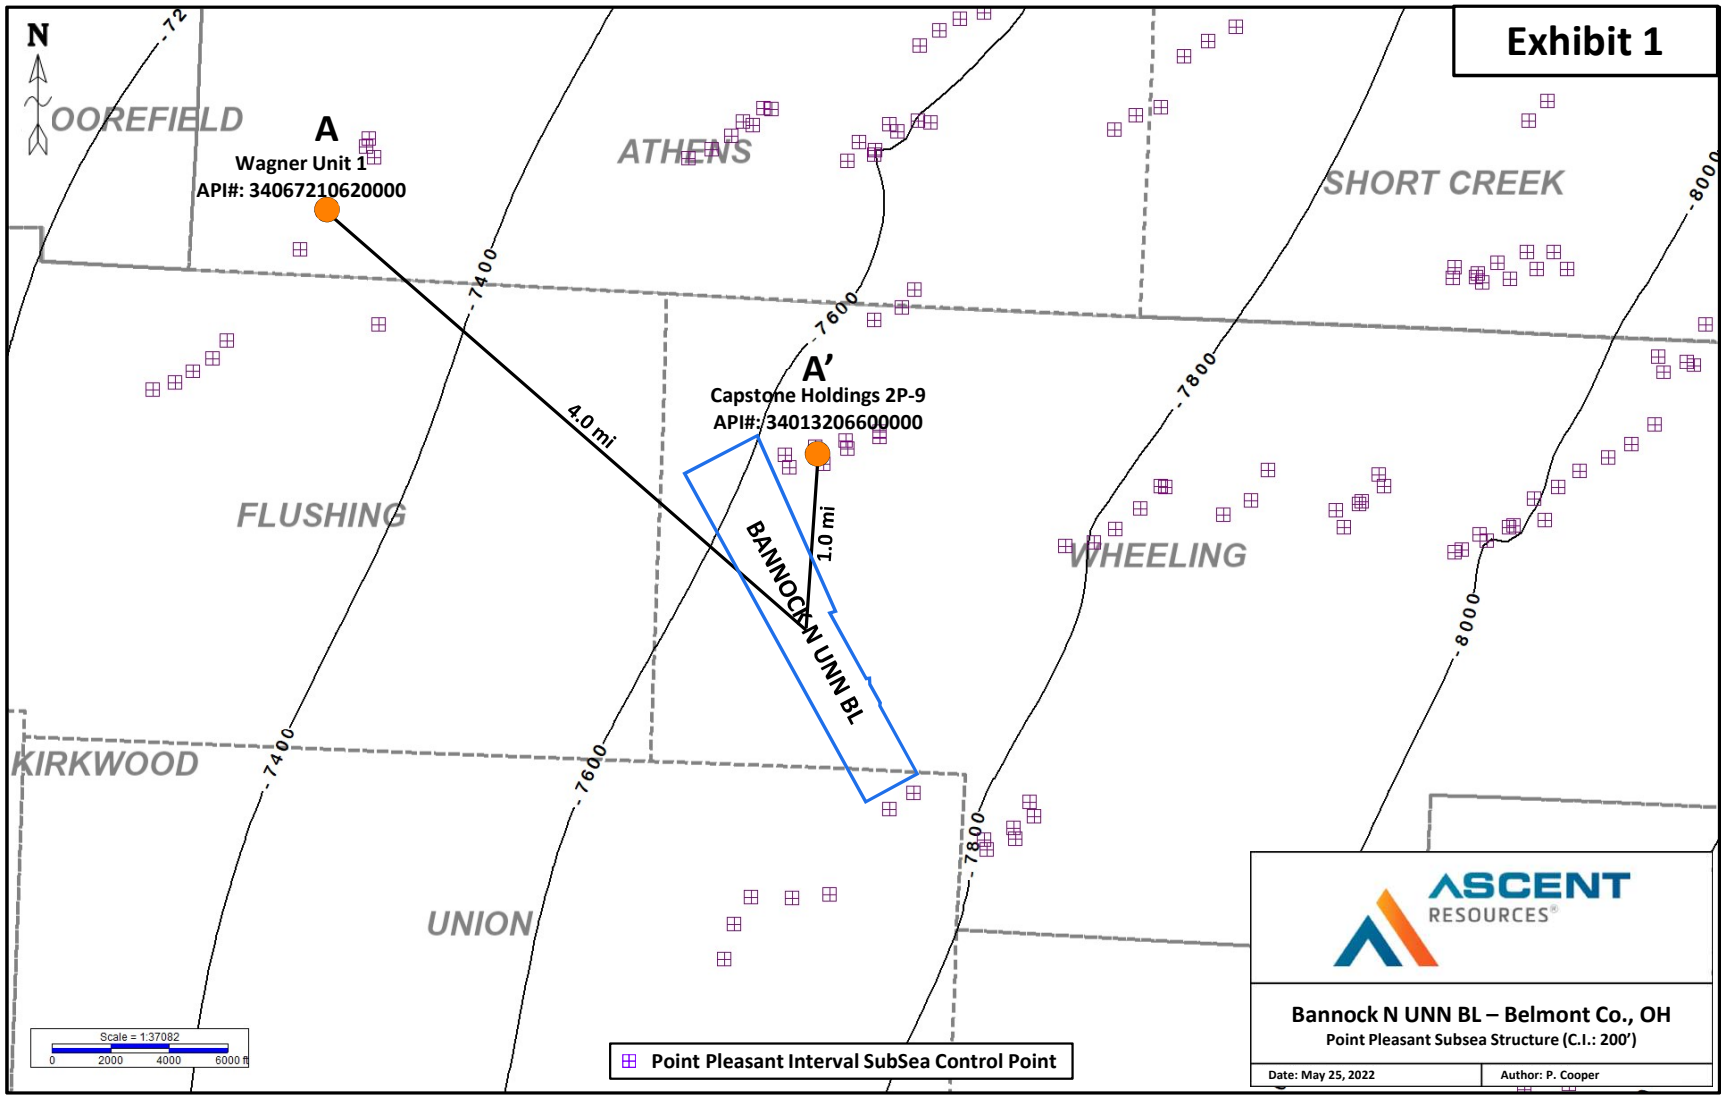 Exhibit 1
N
-72
OOREFIELD
A
Wagner Unit 1
API#: 34067210620000
ATHENS
SHORT CREEK
-8000
-7400
-7600
-7800
A’
Capstone Holdings 2P-9
API#: 34013206600000
4.0 mi
1.0 mi
FLUSHING
BANNOCK N UNN BL
WHEELING
-8000
KIRKWOOD
-7400
-7600
-7800
UNION
ASCENT
RESOURCES®
Bannock N UNN BL – Belmont Co., OH
Point Pleasant Subsea Structure (C.I.: 200’)
Date: May 25, 2022
Author: P. Cooper
Scale = 1:37082
0 2000 4000 6000 ft
Point Pleasant Interval SubSea Control Point